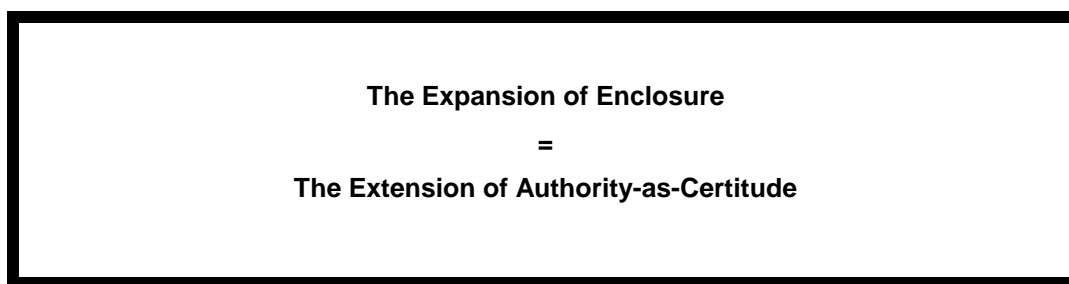 The Expansion of Enclosure
=
The Extension of Authority-as-Certitude